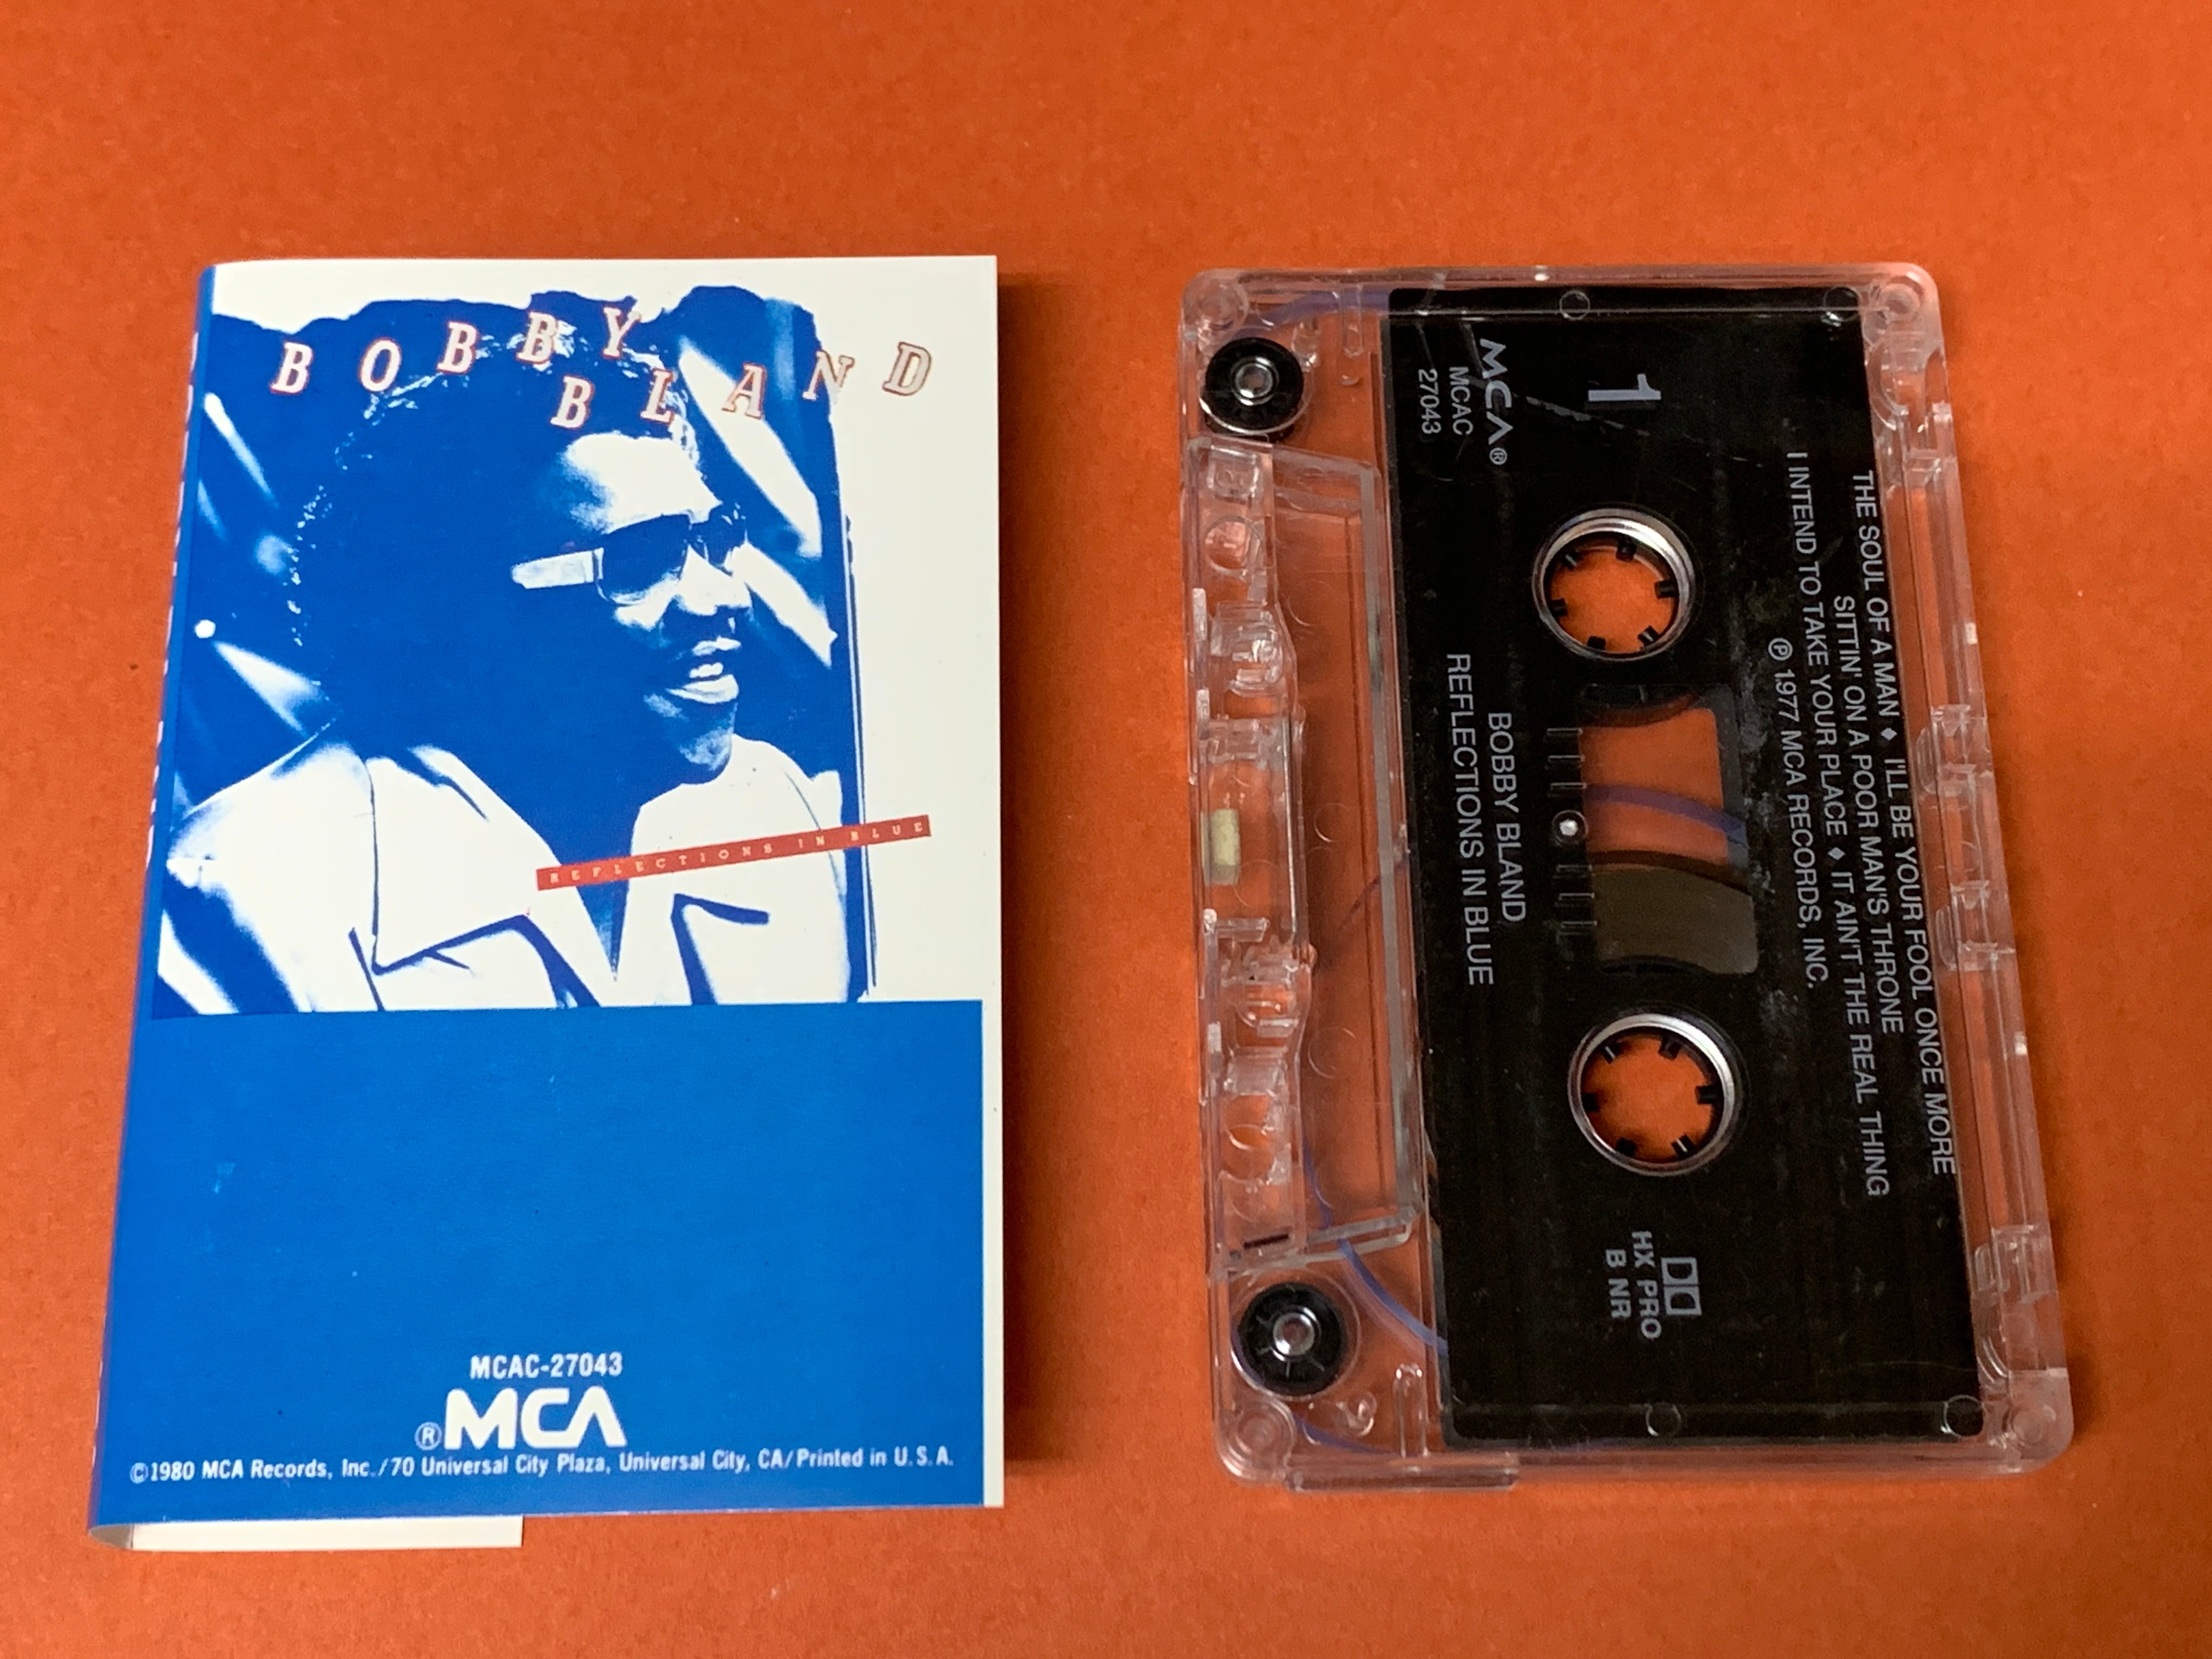 BOBBY
BLAND
REFLECTIONS IN BLUE
MCAC-27043
®MCA
©1980 MCA Records, Inc./70 Universal City Plaza, Universal City, CA/Printed in U.S.A.
THE SOUL OF A MAN ♦ I'LL BE YOUR FOOL ONCE MORE
SITTIN' ON A POOR MAN'S THRONE
I INTEND TO TAKE YOUR PLACE ♦ IT AIN'T THE REAL THING
℗ 1977 MCA RECORDS, INC.
1
DD
HX PRO
B NR
MCA®
MCAC
27043
BOBBY BLAND
REFLECTIONS IN BLUE